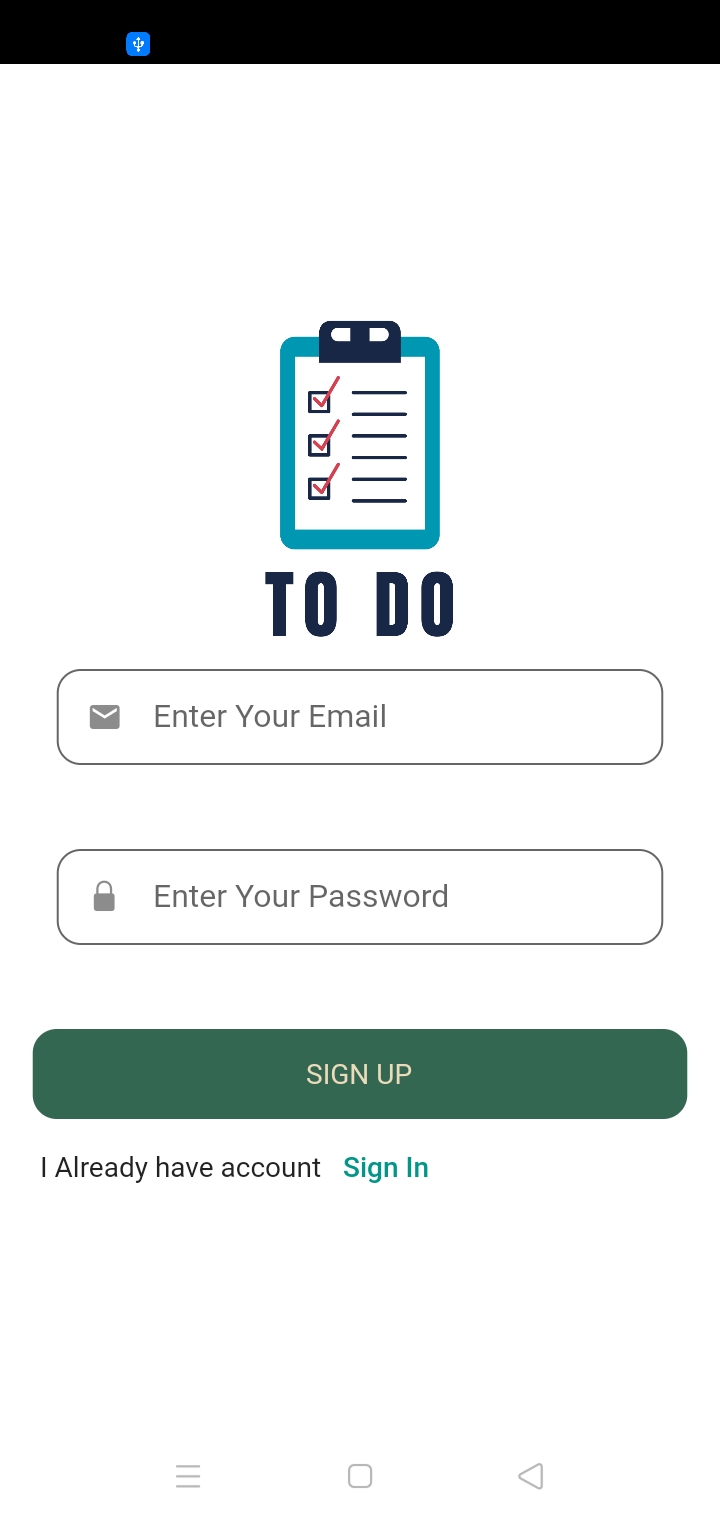 TO DO
Enter Your Email
Enter Your Password
SIGN UP
I Already have account Sign In